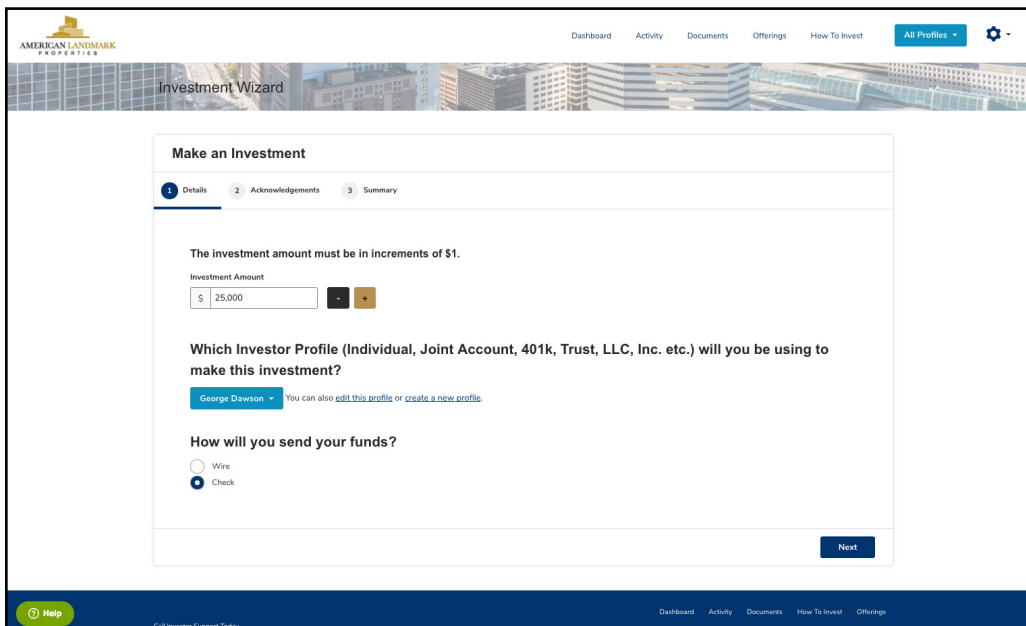 AMERICAN LANDMARK
PROPERTIES
Dashboard Activity Documents Offerings How To Invest All Profiles
Investment Wizard
Make an Investment
1 Details 2 Acknowledgements 3 Summary
The investment amount must be in increments of $1.
Investment Amount
$ 25,000 - +
Which Investor Profile (Individual, Joint Account, 401k, Trust, LLC, Inc. etc.) will you be using to
make this investment?
George Dawson You can also edit this profile or create a new profile.
How will you send your funds?
Wire
Check
Next
? Help
Dashboard Activity Documents How To Invest Offerings
Call Investor Support Today